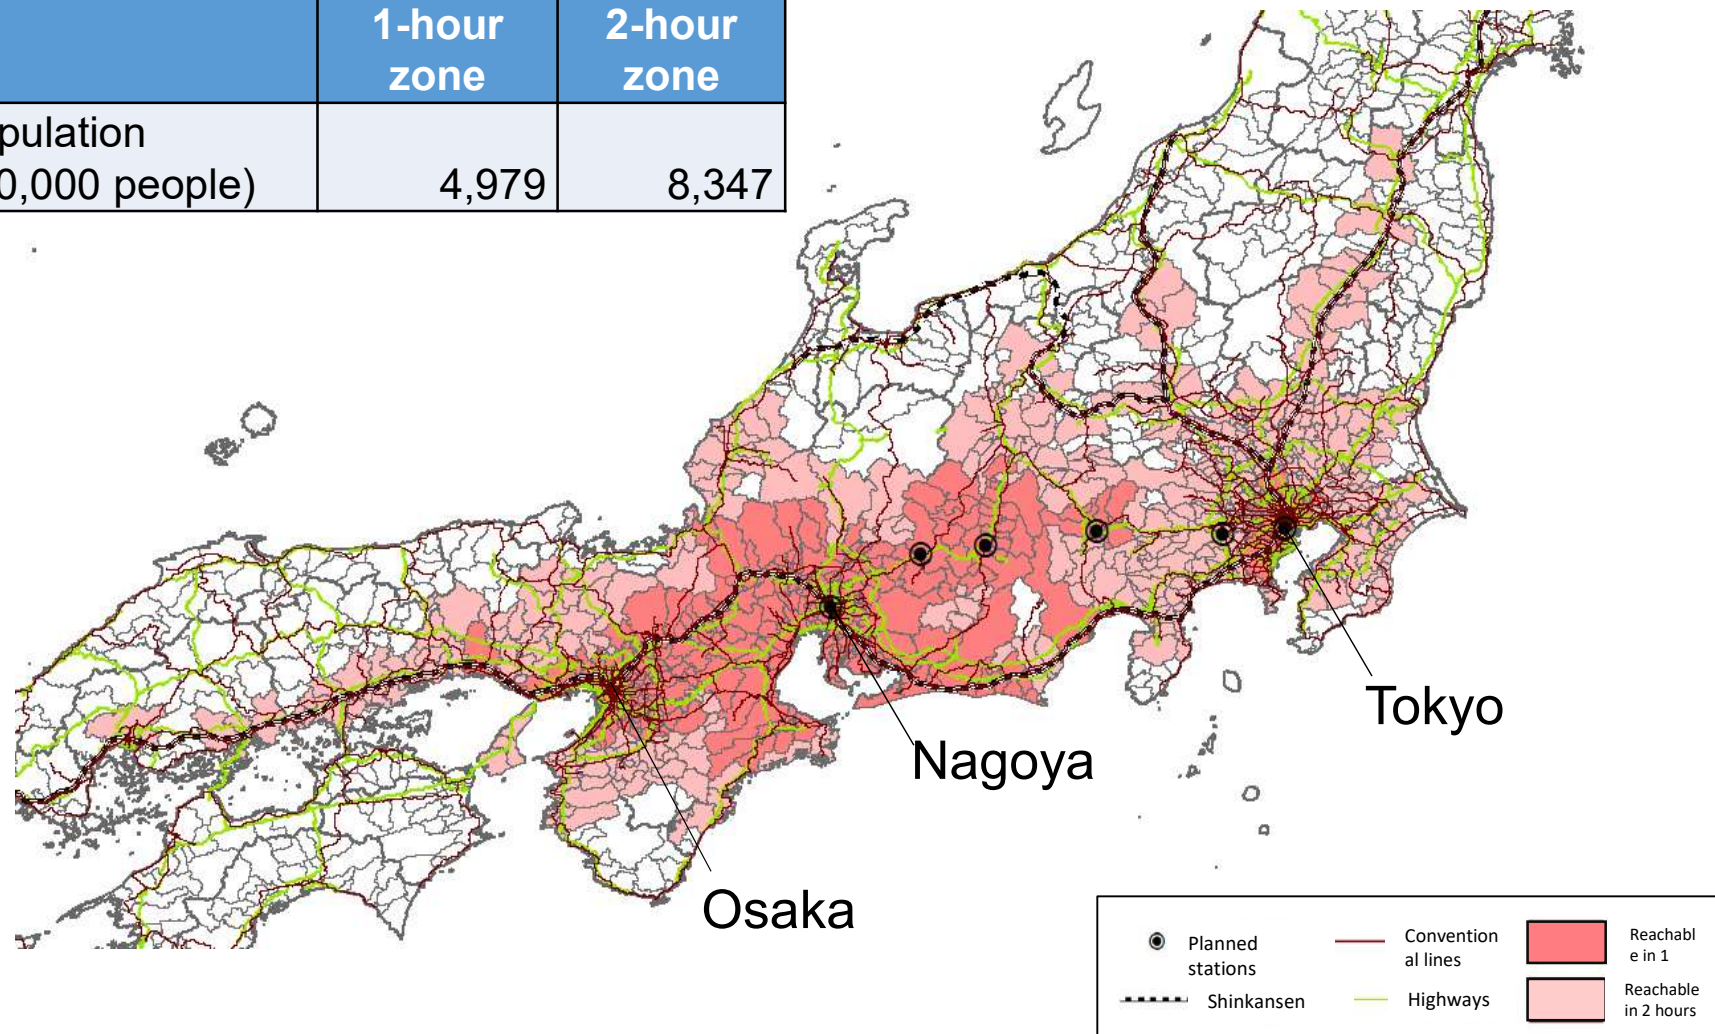 1-hour
zone
2-hour
zone
pulation
0,000 people)
4,979
8,347
Tokyo
Nagoya
Osaka
Planned
stations
Convention
al lines
Reachabl
e in 1
Shinkansen
Highways
Reachable
in 2 hours